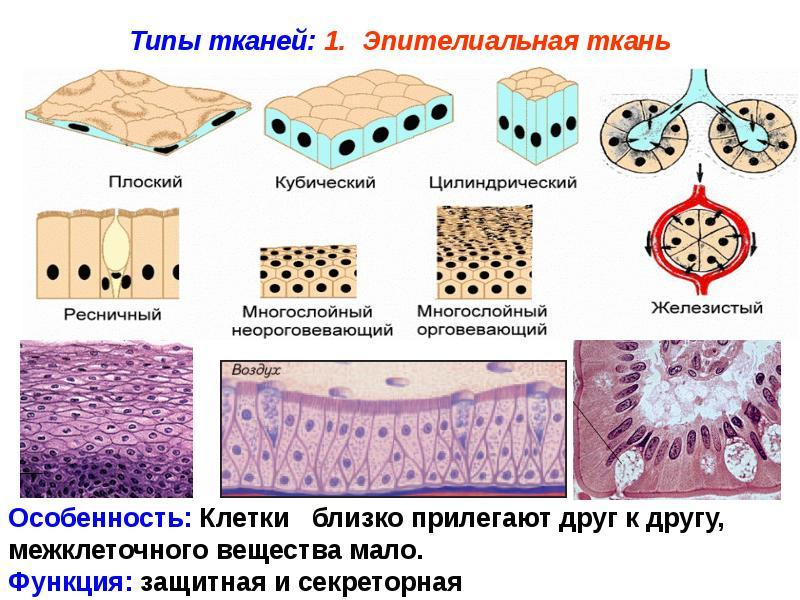 Типы тканей: 1. Эпителиальная ткань
Плоский
Кубический
Цилиндрический
Ресничный
Многослойный
неороговевающий
Многослойный
орговевающий
Железистый
Воздух
Особенность: Клетки близко прилегают друг к другу,
межклеточного вещества мало.
Функция: защитная и секреторная